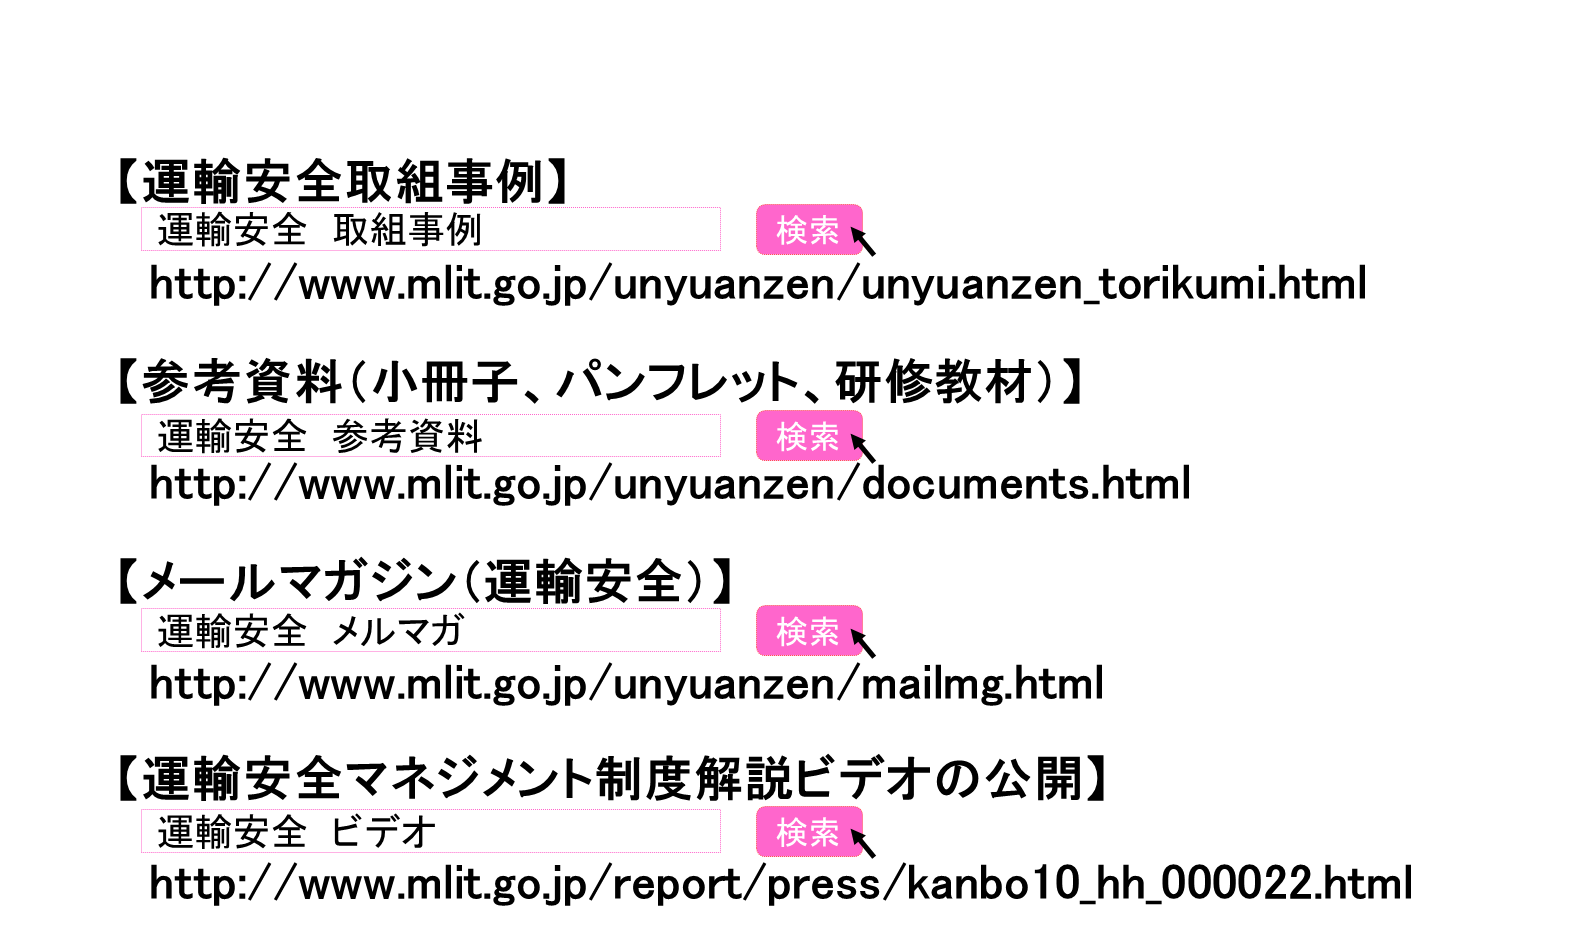 【運輸安全取組事例】
運輸安全　取組事例 検索
http://www.mlit.go.jp/unyuanzen/unyuanzen_torikumi.html
【参考資料（小冊子、パンフレット、研修教材）】
運輸安全　参考資料 検索
http://www.mlit.go.jp/unyuanzen/documents.html
【メールマガジン（運輸安全）】
運輸安全　メルマガ 検索
http://www.mlit.go.jp/unyuanzen/mailmg.html
【運輸安全マネジメント制度解説ビデオの公開】
運輸安全　ビデオ 検索
http://www.mlit.go.jp/report/press/kanbo10_hh_000022.html